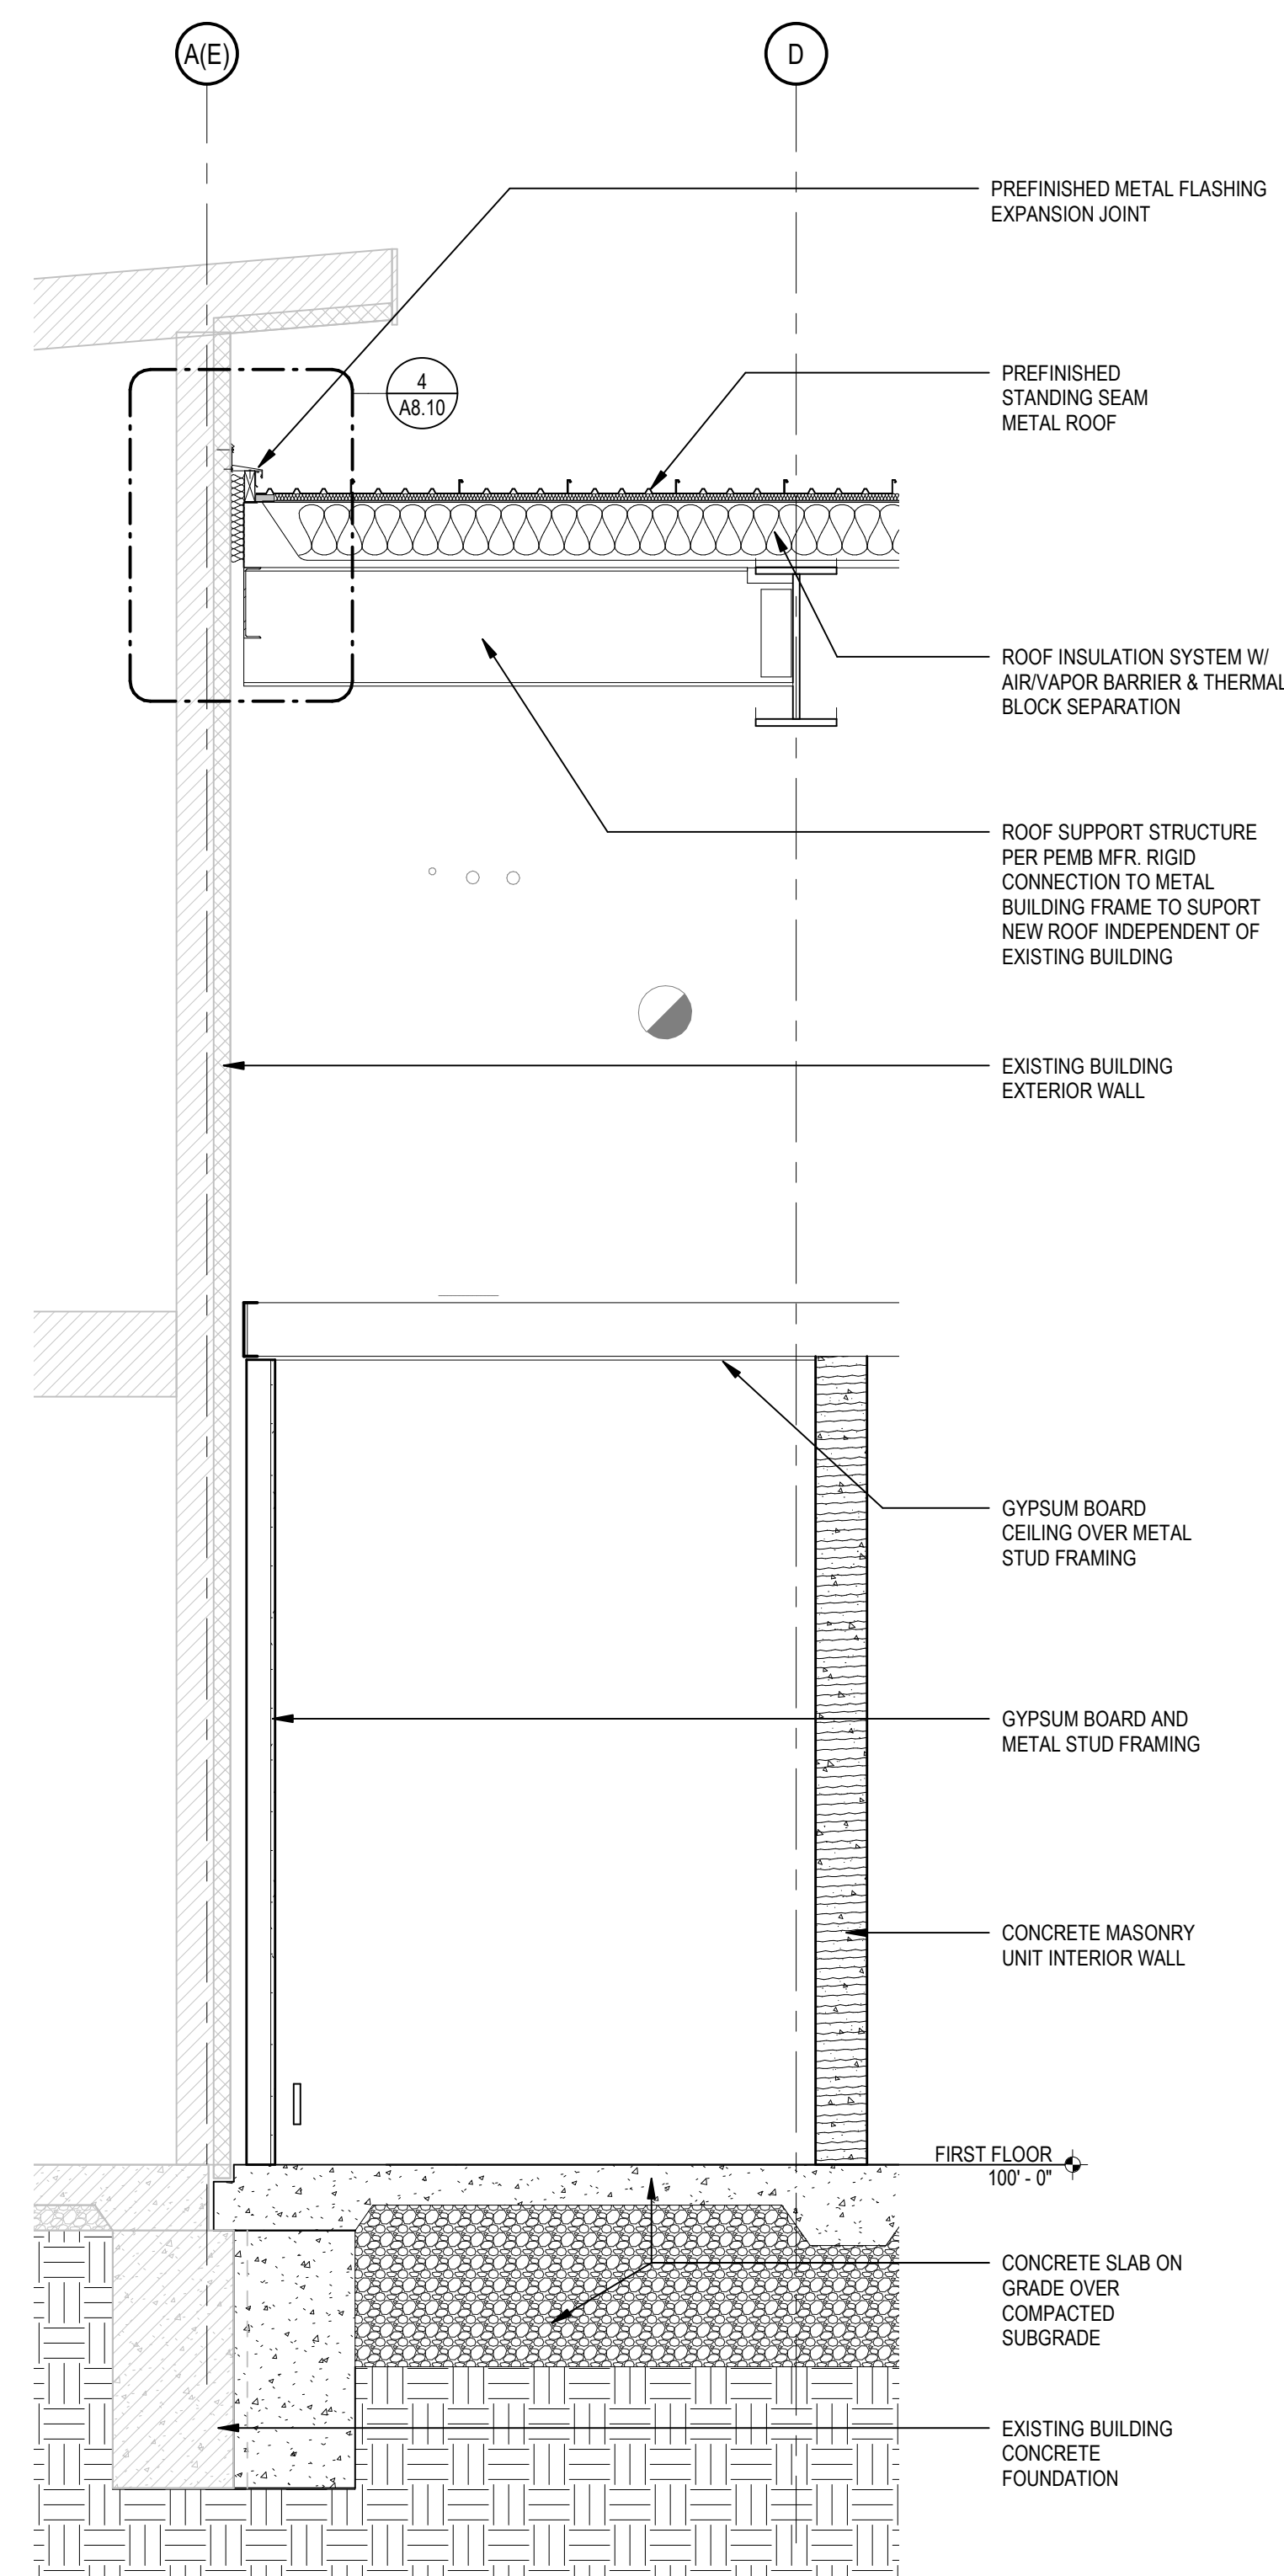 A(E)
D
PREFINISHED METAL FLASHING
EXPANSION JOINT
4
A8.10
PREFINISHED
STANDING SEAM
METAL ROOF
ROOF INSULATION SYSTEM W/
AIR/VAPOR BARRIER & THERMAL
BLOCK SEPARATION
ROOF SUPPORT STRUCTURE
PER PEMB MFR. RIGID
CONNECTION TO METAL
BUILDING FRAME TO SUPORT
NEW ROOF INDEPENDENT OF
EXISTING BUILDING
EXISTING BUILDING
EXTERIOR WALL
GYPSUM BOARD
CEILING OVER METAL
STUD FRAMING
GYPSUM BOARD AND
METAL STUD FRAMING
CONCRETE MASONRY
UNIT INTERIOR WALL
FIRST FLOOR
100' - 0"
CONCRETE SLAB ON
GRADE OVER
COMPACTED
SUBGRADE
EXISTING BUILDING
CONCRETE
FOUNDATION